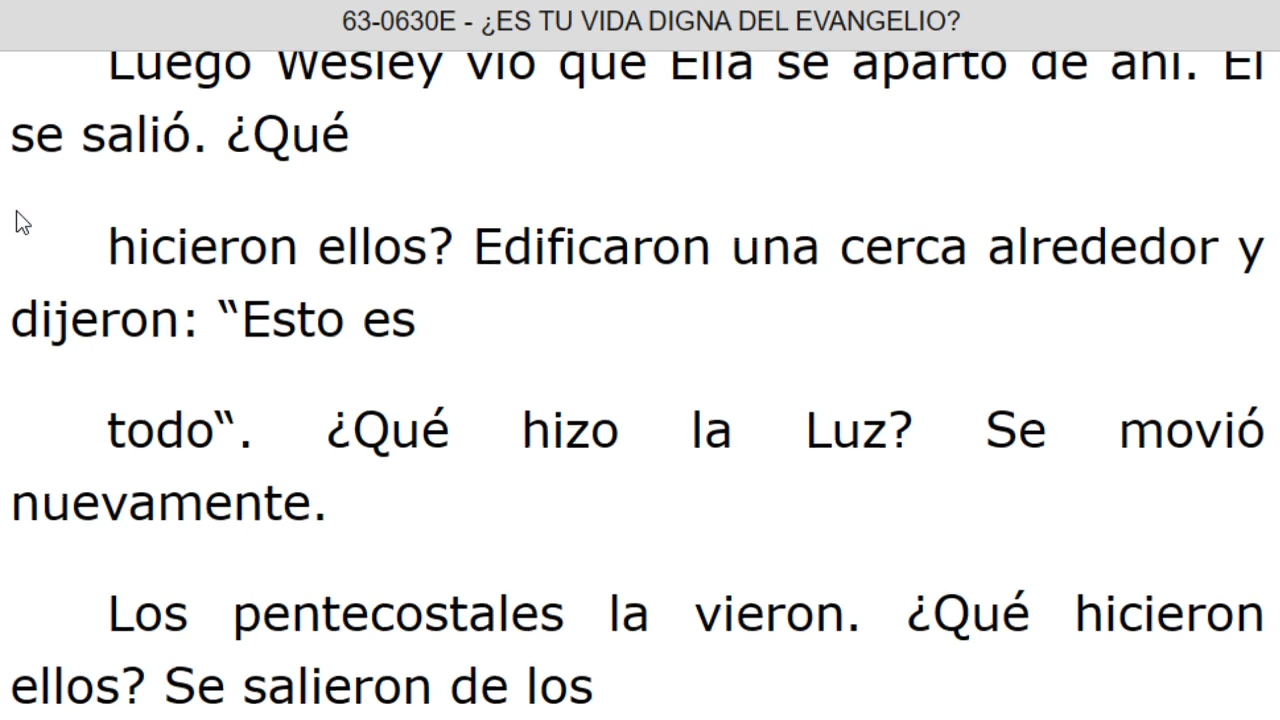 63-0630E - ¿ES TU VIDA DIGNA DEL EVANGELIO?
Luego Wesley vio que Ella se apartó de ahí. Él
se salió. ¿Qué
hicieron ellos? Edificaron una cerca alrededor y
dijeron: “Esto es
todo“. ¿Qué hizo la Luz? Se movió
nuevamente.
Los pentecostales la vieron. ¿Qué hicieron
ellos? Se salieron de los